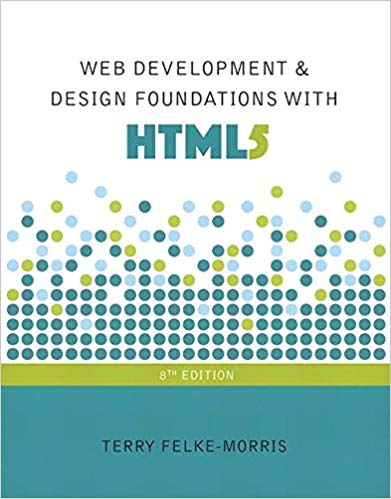 WEB DEVELOPMENT &
DESIGN FOUNDATIONS WITH
HTML5
8TH EDITION
TERRY FELKE-MORRIS